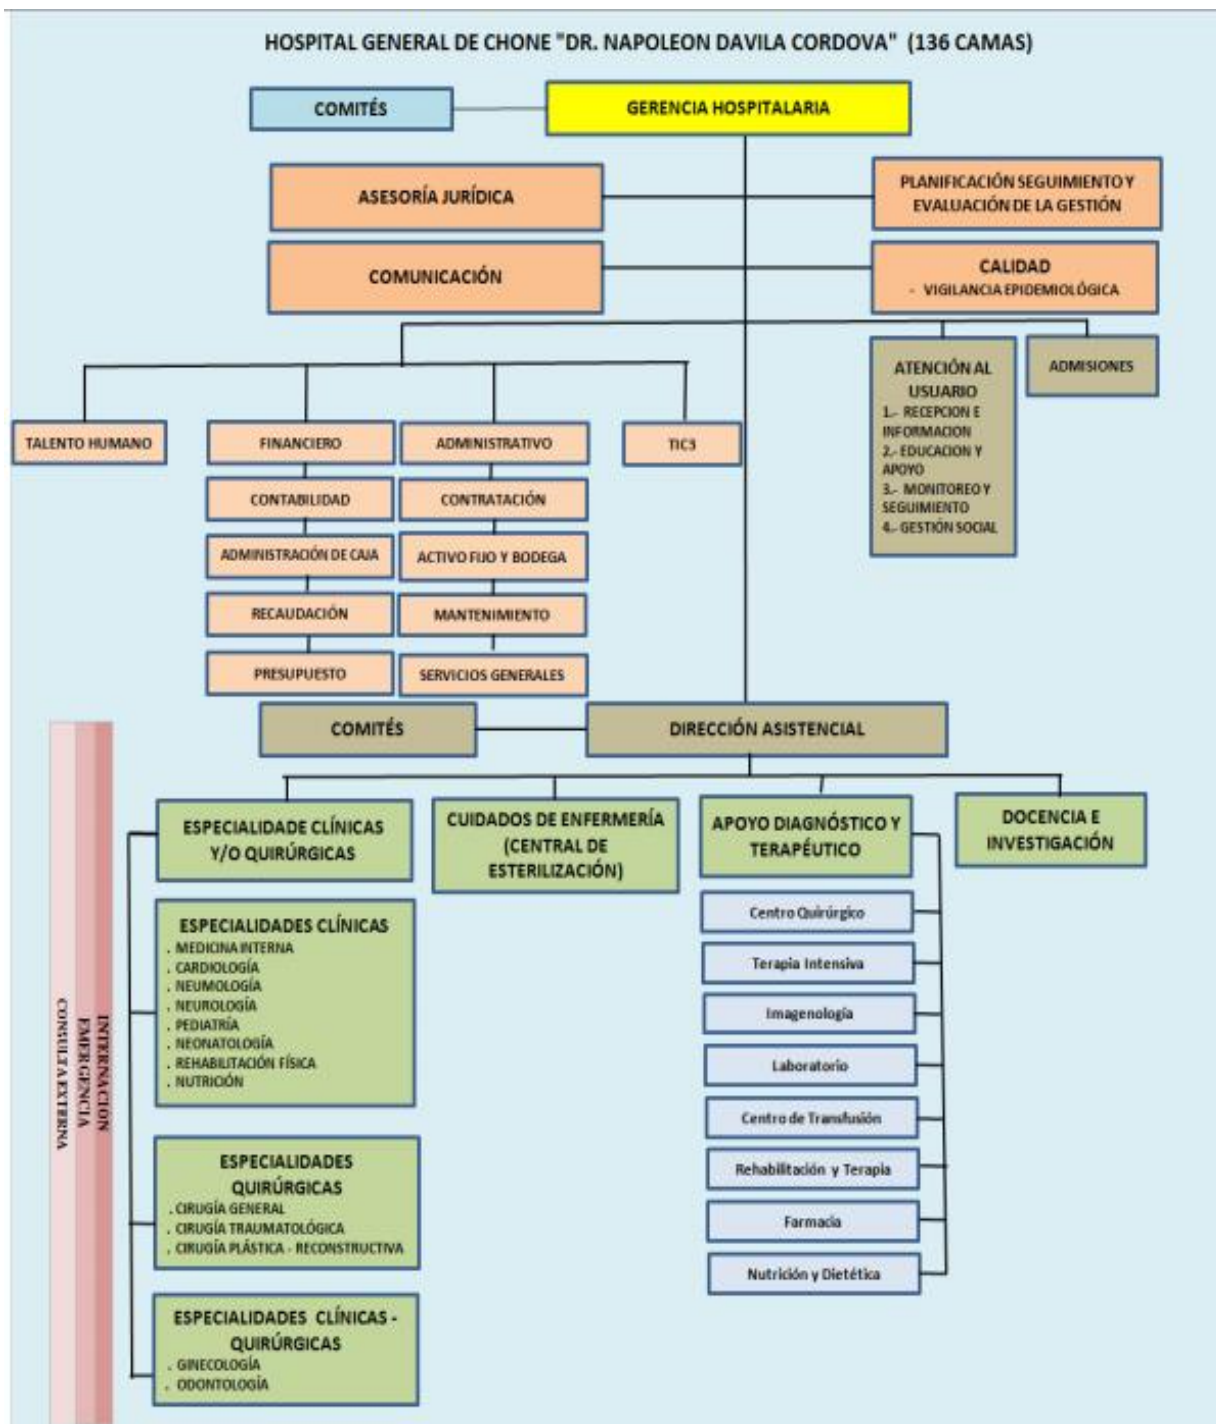 HOSPITAL GENERAL DE CHONE "DR. NAPOLEON DAVILA CORDOVA" (136 CAMAS)
COMITÉS
GERENCIA HOSPITALARIA
ASESORÍA JURÍDICA
PLANIFICACIÓN SEGUIMIENTO Y
EVALUACIÓN DE LA GESTIÓN
COMUNICACIÓN
CALIDAD
- VIGILANCIA EPIDEMIOLÓGICA
ATENCIÓN AL
USUARIO
1.- RECEPCION E
INFORMACION
2.- EDUCACION Y
APOYO
3.- MONITOREO Y
SEGUIMIENTO
4.- GESTIÓN SOCIAL
ADMISIONES
TALENTO HUMANO
FINANCIERO
ADMINISTRATIVO
TICS
CONTABILIDAD
CONTRATACIÓN
ADMINISTRACIÓN DE CAJA
ACTIVO FIJO Y BODEGA
RECAUDACIÓN
MANTENIMIENTO
PRESUPUESTO
SERVICIOS GENERALES
COMITÉS
DIRECCIÓN ASISTENCIAL
ESPECIALIDADE CLÍNICAS
Y/O QUIRÚRGICAS
CUIDADOS DE ENFERMERÍA
(CENTRAL DE
ESTERILIZACIÓN)
APOYO DIAGNÓSTICO Y
TERAPÉUTICO
DOCENCIA E
INVESTIGACIÓN
ESPECIALIDADES CLÍNICAS
. MEDICINA INTERNA
. CARDIOLOGÍA
. NEUMOLOGÍA
. NEUROLOGÍA
. PEDIATRÍA
. NEONATOLOGÍA
. REHABILITACIÓN FÍSICA
. NUTRICIÓN
ESPECIALIDADES
QUIRÚRGICAS
. CIRUGÍA GENERAL
. CIRUGÍA TRAUMATOLÓGICA
. CIRUGÍA PLÁSTICA - RECONSTRUCTIVA
ESPECIALIDADES CLÍNICAS -
QUIRÚRGICAS
. GINECOLOGÍA
. ODONTOLOGÍA
Centro Quirúrgico
Terapia Intensiva
Imagenología
Laboratorio
Centro de Transfusión
Rehabilitación y Terapia
Farmacia
Nutrición y Dietética
INTERNACION
EMERGENCIA
CONSULTA EXTERNA